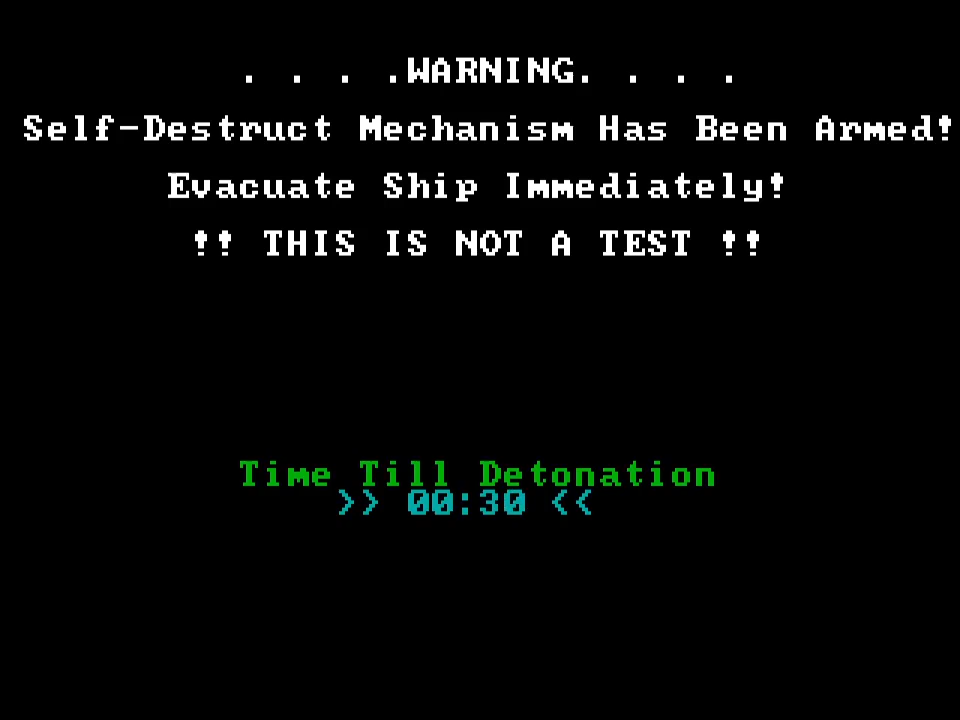 . . . .WARNING. . . .
Self-Destruct Mechanism Has Been Armed!
Evacuate Ship Immediately!
!! THIS IS NOT A TEST !!
Time Till Detonation
>> 00:30 <<